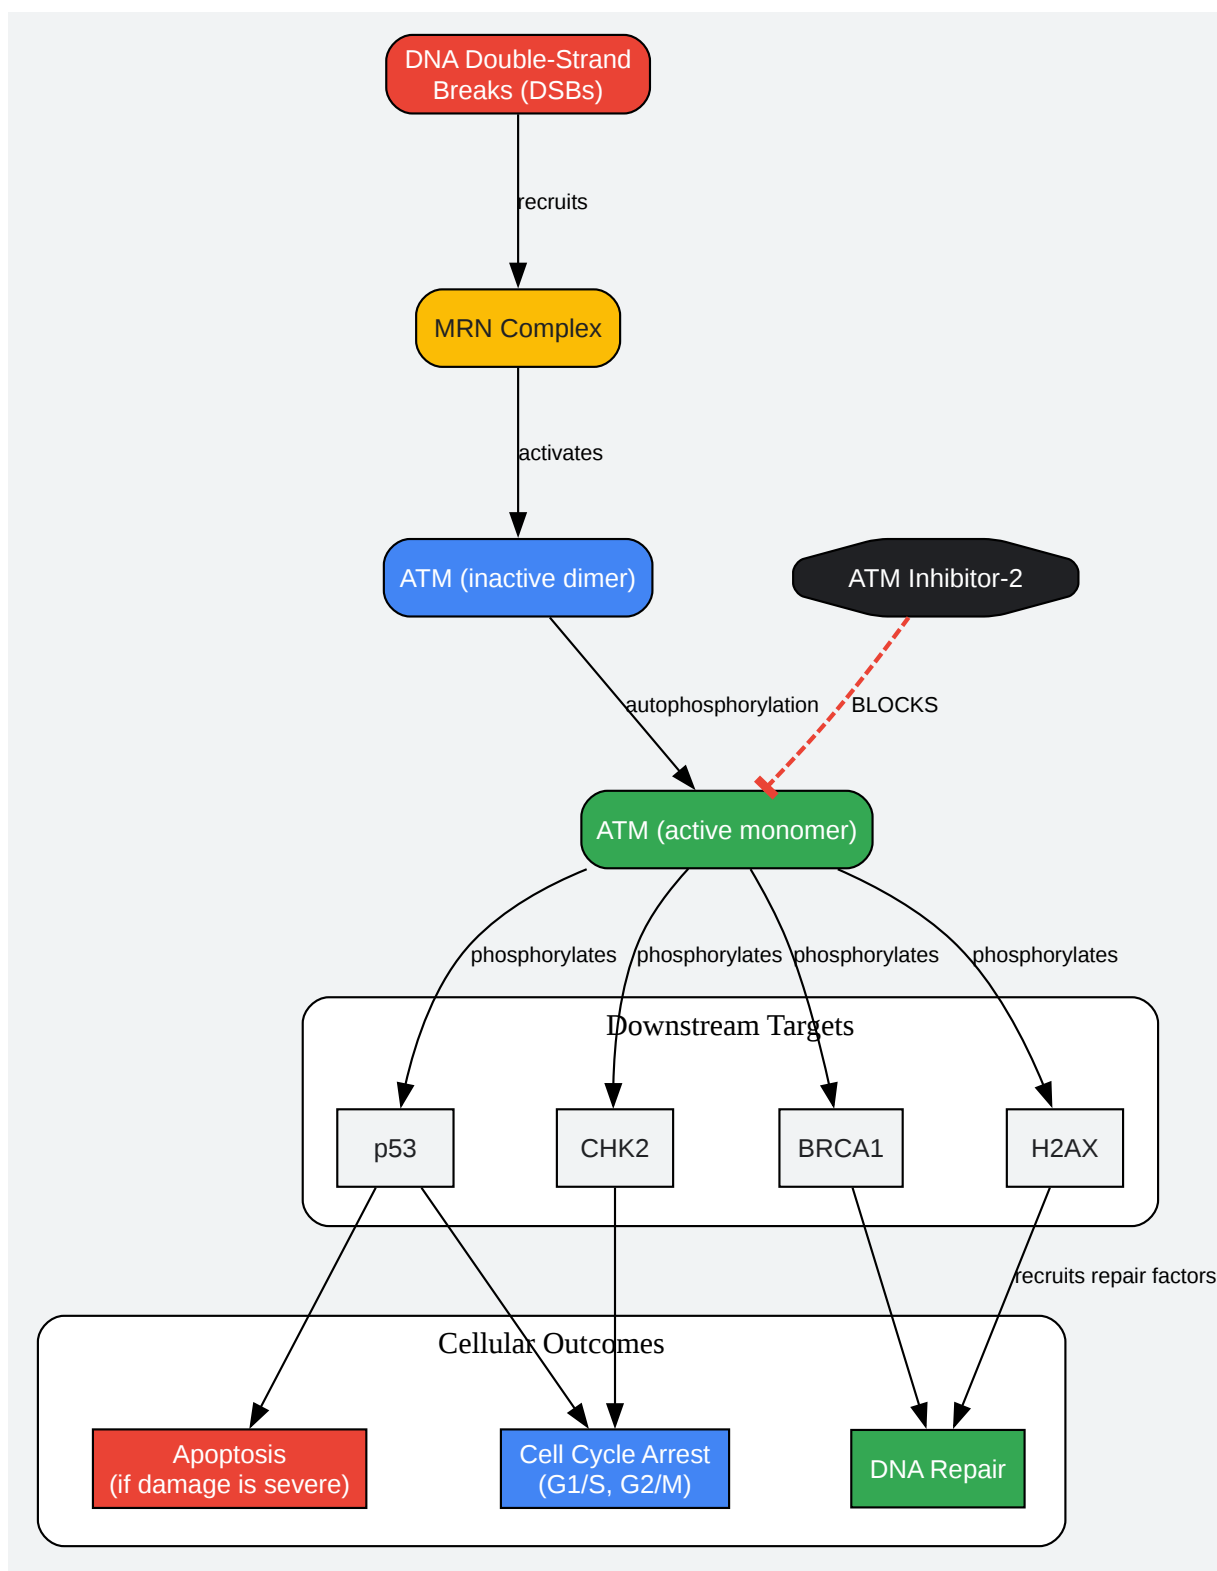 DNA Double-Strand
Breaks (DSBs)
recruits
MRN Complex
activates
ATM (inactive dimer)
ATM Inhibitor-2
autophosphorylation
BLOCKS
ATM (active monomer)
phosphorylates
phosphorylates
phosphorylates
phosphorylates
Downstream Targets
p53
CHK2
BRCA1
H2AX
recruits repair factors
Cellular Outcomes
Apoptosis
(if damage is severe)
Cell Cycle Arrest
(G1/S, G2/M)
DNA Repair